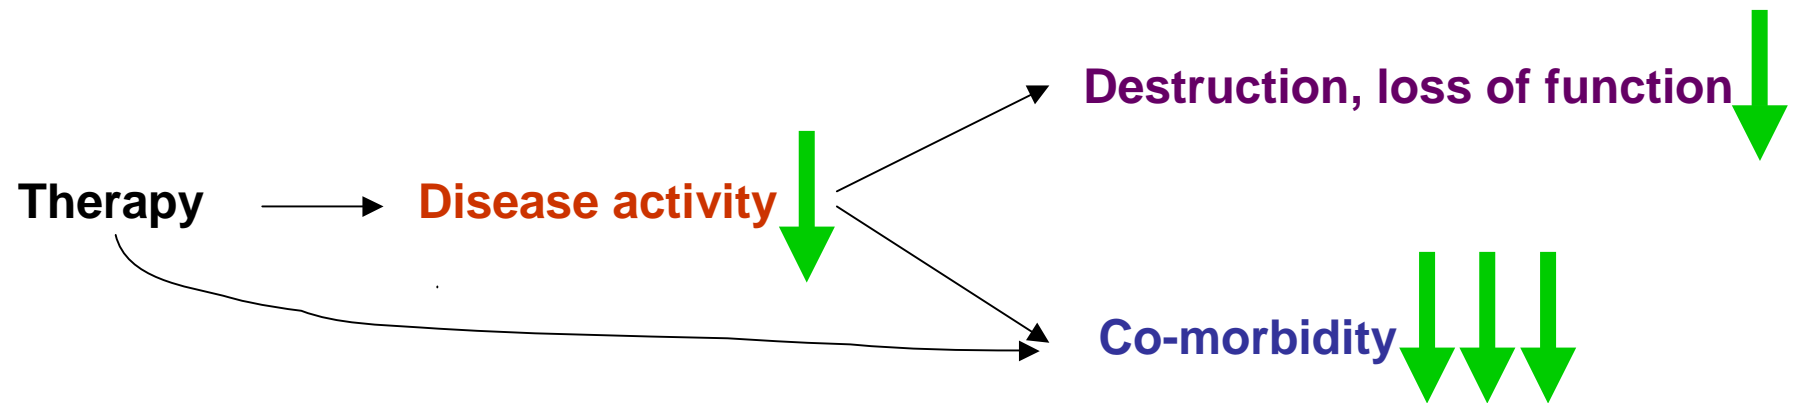 Destruction, loss of function
Therapy Disease activity
Co-morbidity